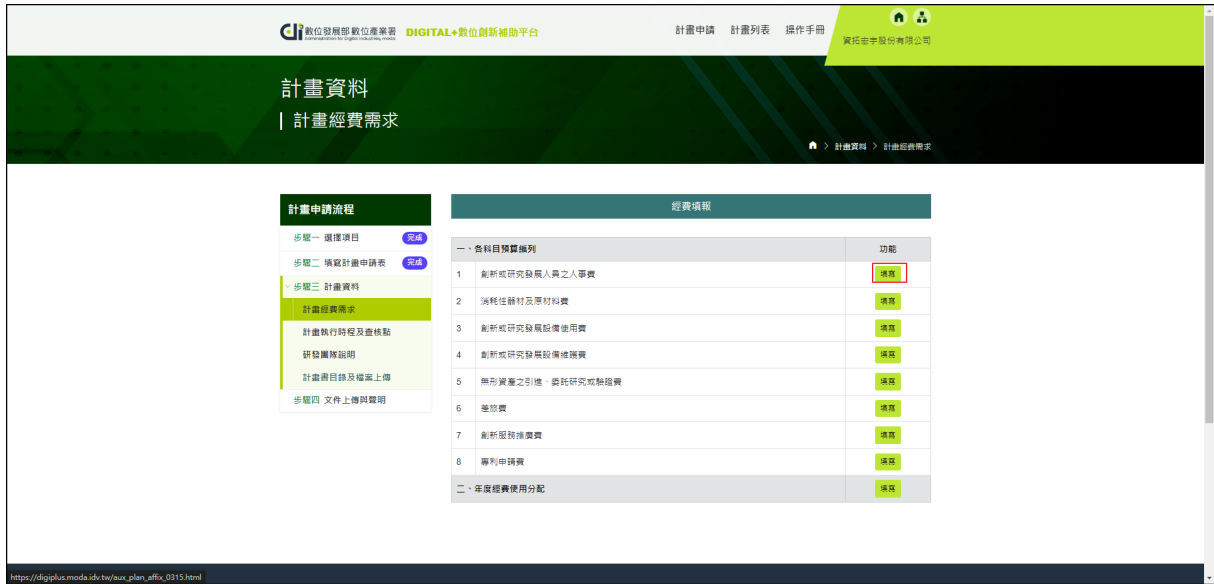 數位發展部數位產業署
Administration for Digital Industries, moda
DIGITAL+數位創新補助平台
計畫申請
計畫列表
操作手冊
資拓宏宇股份有限公司
計畫資料
計畫經費需求
計畫資料 > 計畫經費需求
計畫申請流程
步驟一 選擇項目 完成
步驟二 填寫計畫申請表 完成
步驟三 計畫資料
計畫經費需求
計畫執行時程及查核點
研發團隊說明
計畫書目錄及檔案上傳
步驟四 文件上傳與聲明
經費填報
一、各科目預算編列 功能
1 創新或研究發展人員之人事費 填寫
2 消耗性器材及原材料費 填寫
3 創新或研究發展設備使用費 填寫
4 創新或研究發展設備維護費 填寫
5 無形資產之引進、委託研究或驗證費 填寫
6 差旅費 填寫
7 創新服務推廣費 填寫
8 專利申請費 填寫
二、年度經費使用分配 填寫
https://digiplus.moda.idv.tw/aux_plan_affix_0315.html